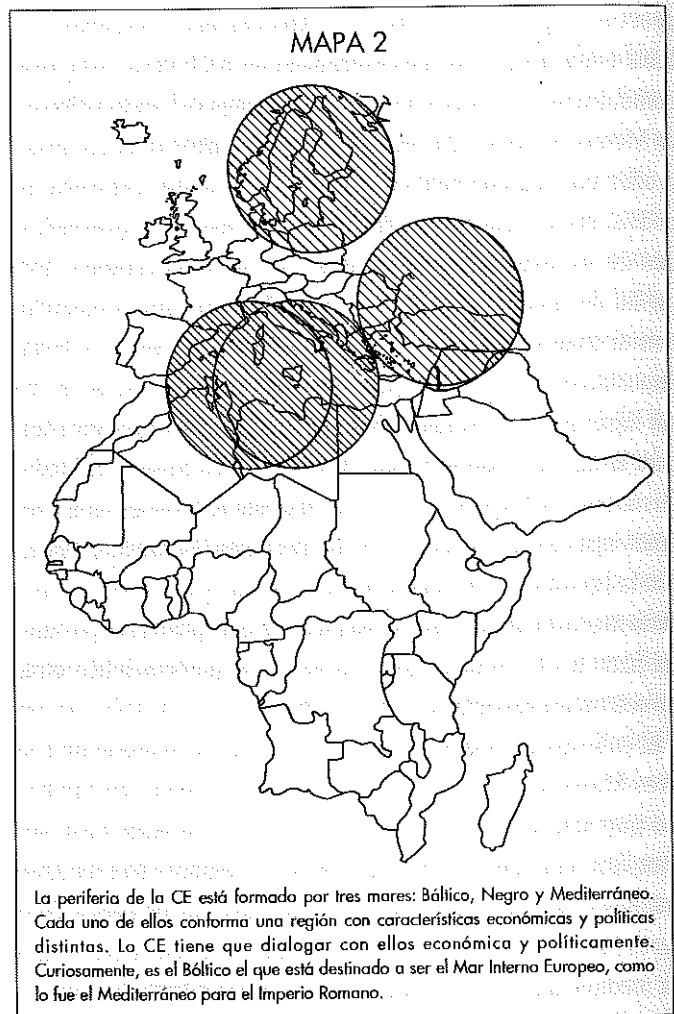 MAPA 2
La periferia de la CE está formado por tres mares: Báltico, Negro y Mediterráneo.
Cada uno de ellos conforma una región con características económicas y políticas
distintas. La CE tiene que dialogar con ellos económica y políticamente.
Curiosamente, es el Báltico el que está destinado a ser el Mar Interno Europeo, como
lo fue el Mediterráneo para el Imperio Romano.